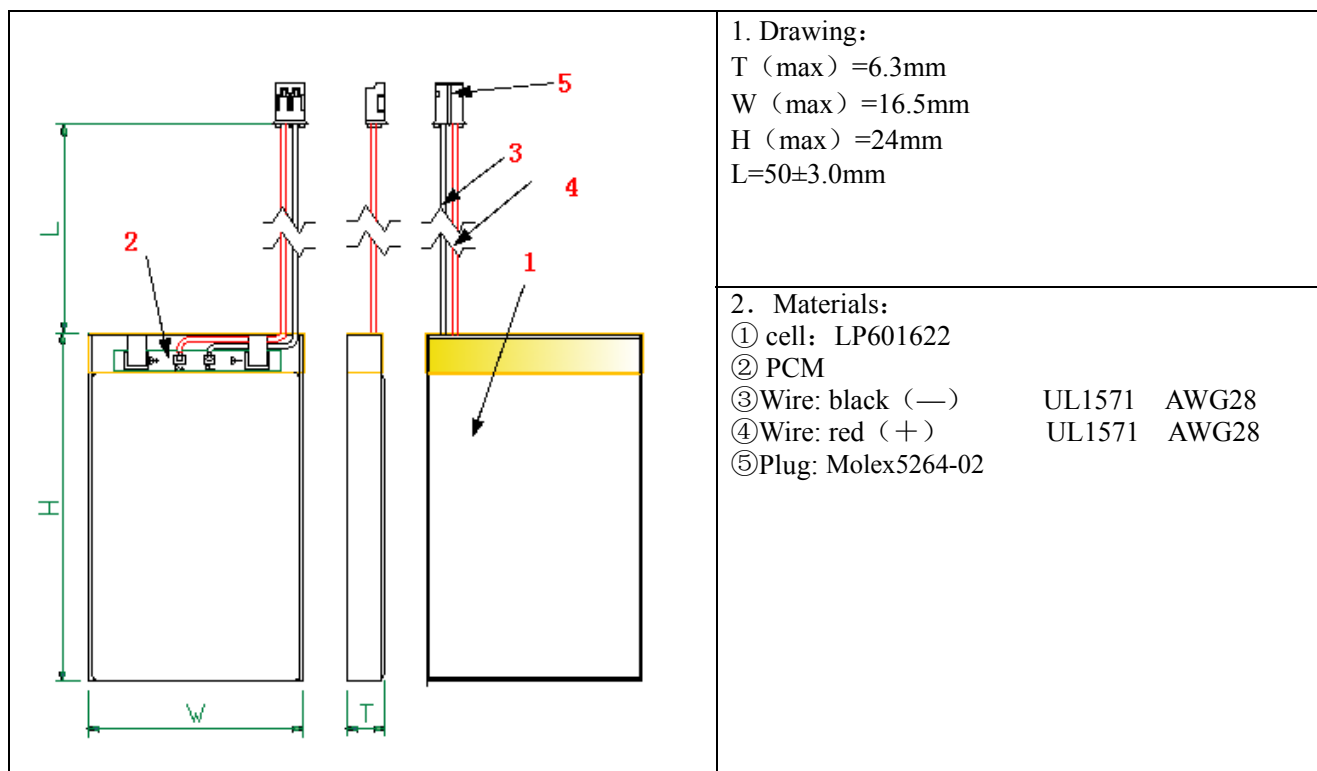 5
3
4
2
1
L
H
W
T
B+
P+
P-
B-
1. Drawing：
T（max）=6.3mm
W（max）=16.5mm
H（max）=24mm
L=50±3.0mm
2．Materials：
① cell：LP601622
② PCM
③Wire: black（—） UL1571 AWG28
④Wire: red（＋） UL1571 AWG28
⑤Plug: Molex5264-02